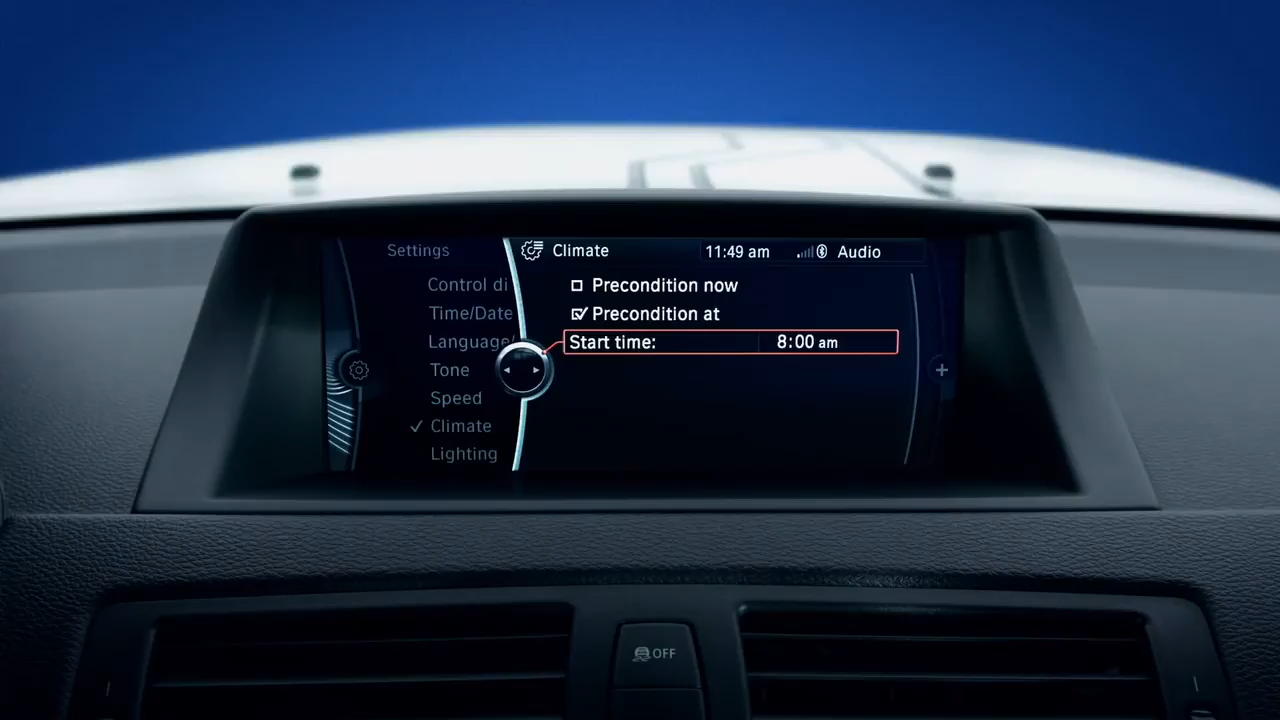 Settings
Climate
11:49 am
Audio
Control di
Time/Date
Language/
Tone
Speed
Climate
Lighting
Precondition now
Precondition at
Start time: 8:00 am
OFF